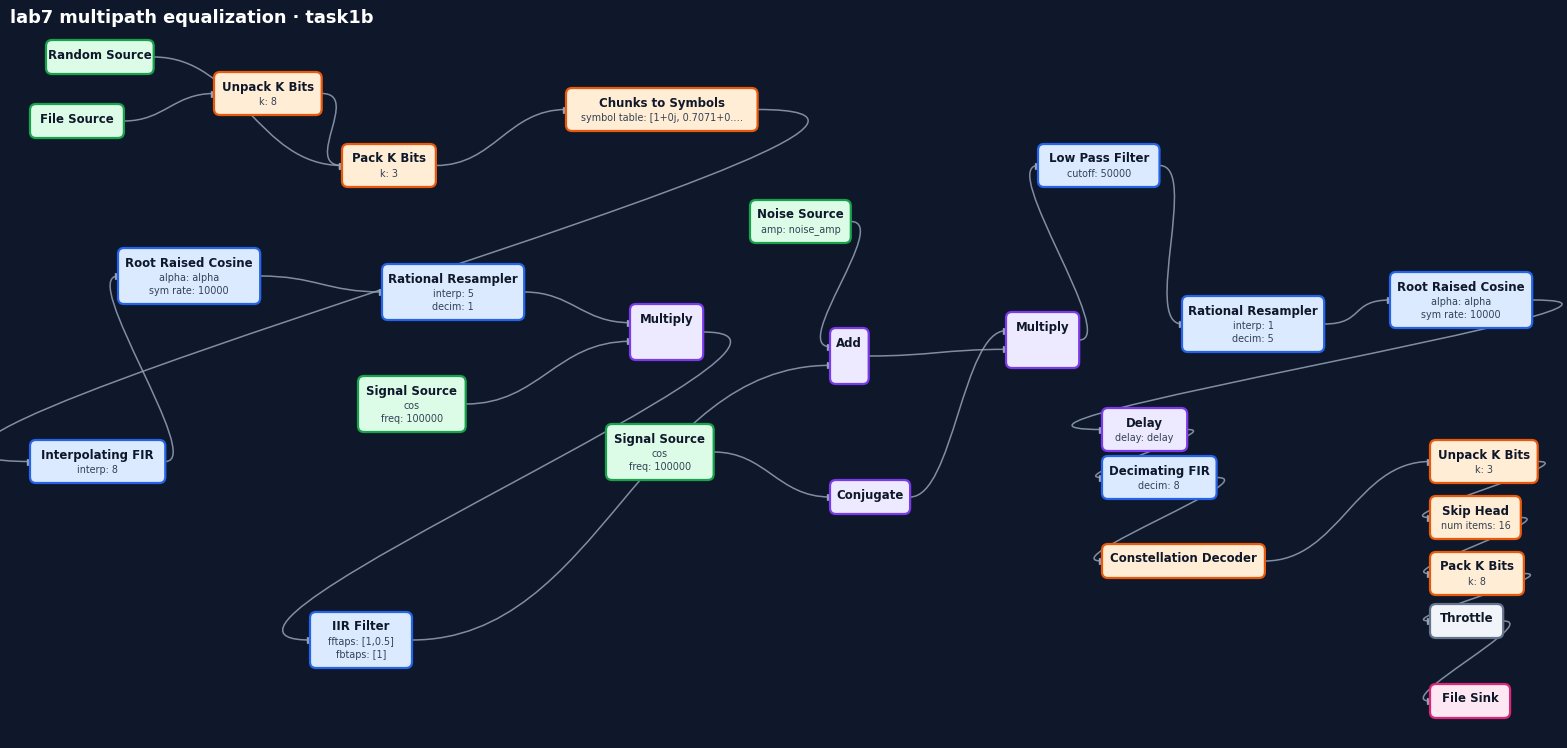 lab7 multipath equalization · task1b
Random Source
File Source
Unpack K Bits
k: 8
Pack K Bits
k: 3
Chunks to Symbols
symbol table: [1+0j, 0.7071+0....
Low Pass Filter
cutoff: 50000
Noise Source
amp: noise_amp
Root Raised Cosine
alpha: alpha
sym rate: 10000
Rational Resampler
interp: 5
decim: 1
Multiply
Add
Multiply
Rational Resampler
interp: 1
decim: 5
Root Raised Cosine
alpha: alpha
sym rate: 10000
Signal Source
cos
freq: 100000
Signal Source
cos
freq: 100000
Interpolating FIR
interp: 8
Conjugate
Delay
delay: delay
Decimating FIR
decim: 8
Constellation Decoder
Unpack K Bits
k: 3
Skip Head
num items: 16
Pack K Bits
k: 8
Throttle
File Sink
IIR Filter
fftaps: [1,0.5]
fbtaps: [1]